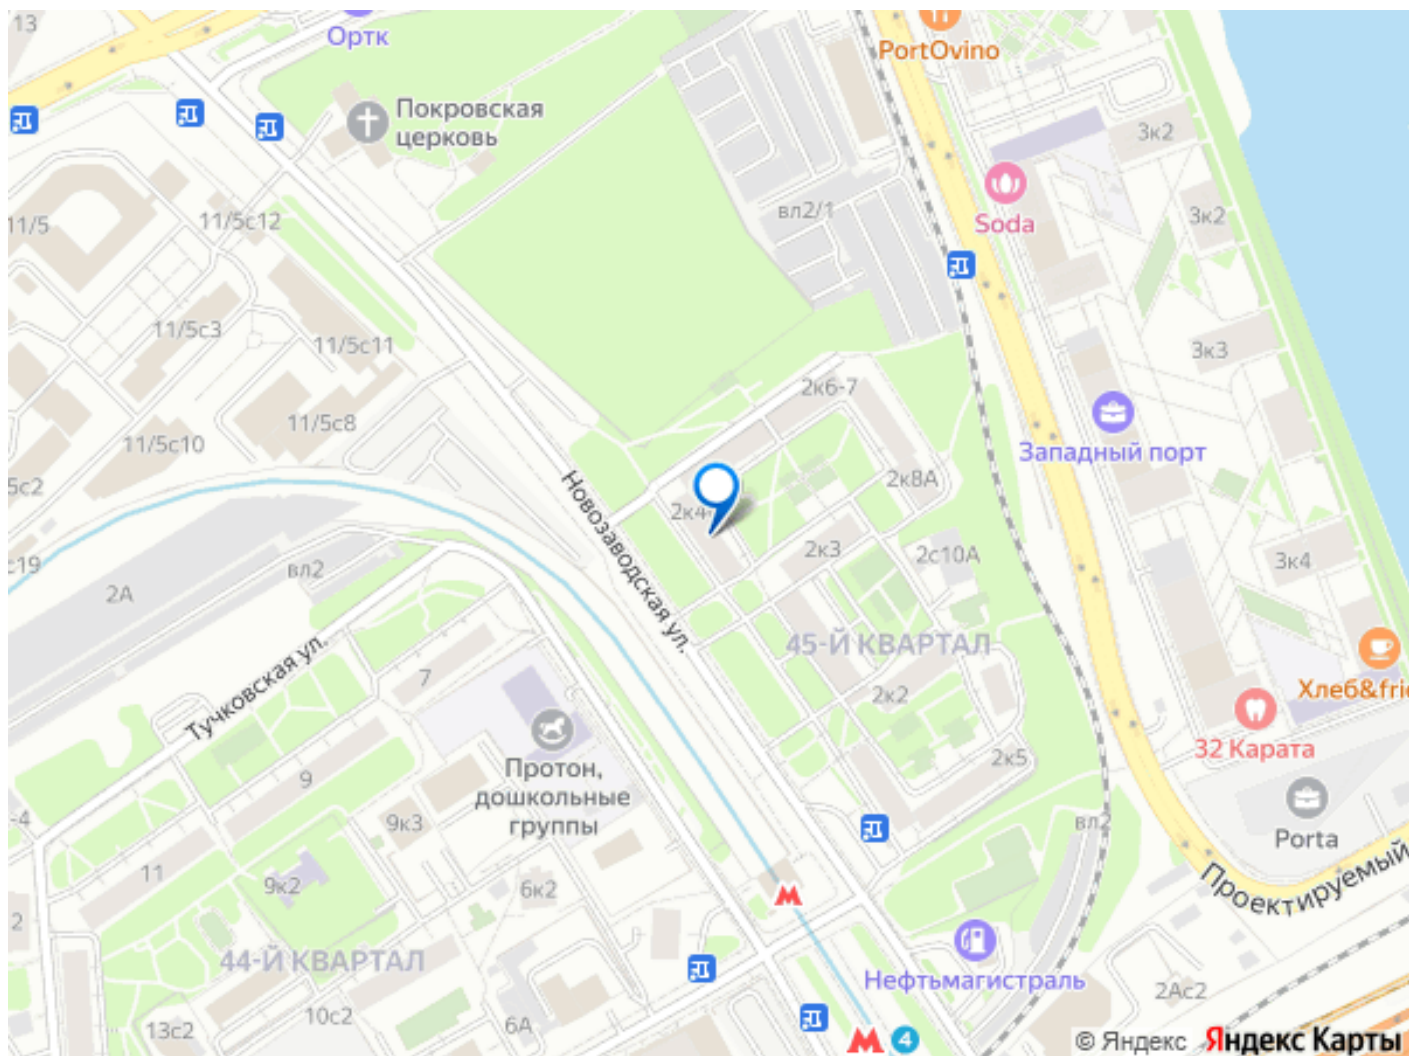 13
Ортк
PortOvino
Покровская
церковь
3к2
11/5
11/5с12
вл2/1
Soda
3к2
11/5с3
11/5с11
3к3
2к6-7
11/5с8
11/5с10
Западный порт
5с2
2к8А
2к4-
Новозаводская ул.
2к3
2с10А
с19
вл2
2А
3к4
45-Й КВАРТАЛ
Тучковская ул.
7
2к2
Хлеб&frie
32 Карата
Протон,
дошкольные
группы
9
2к5
-4
9к3
вл2
Porta
11
9к2
6к2
Проектируемый
2
44-Й КВАРТАЛ
Нефтьмагистраль
2Ас2
13с2
10с2
6А
4
© Яндекс Яндекс Карты